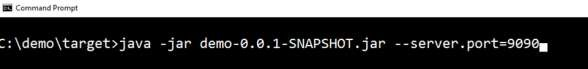 Command Prompt
C:\demo\target>java -jar demo-0.0.1-SNAPSHOT.jar --server.port=9090